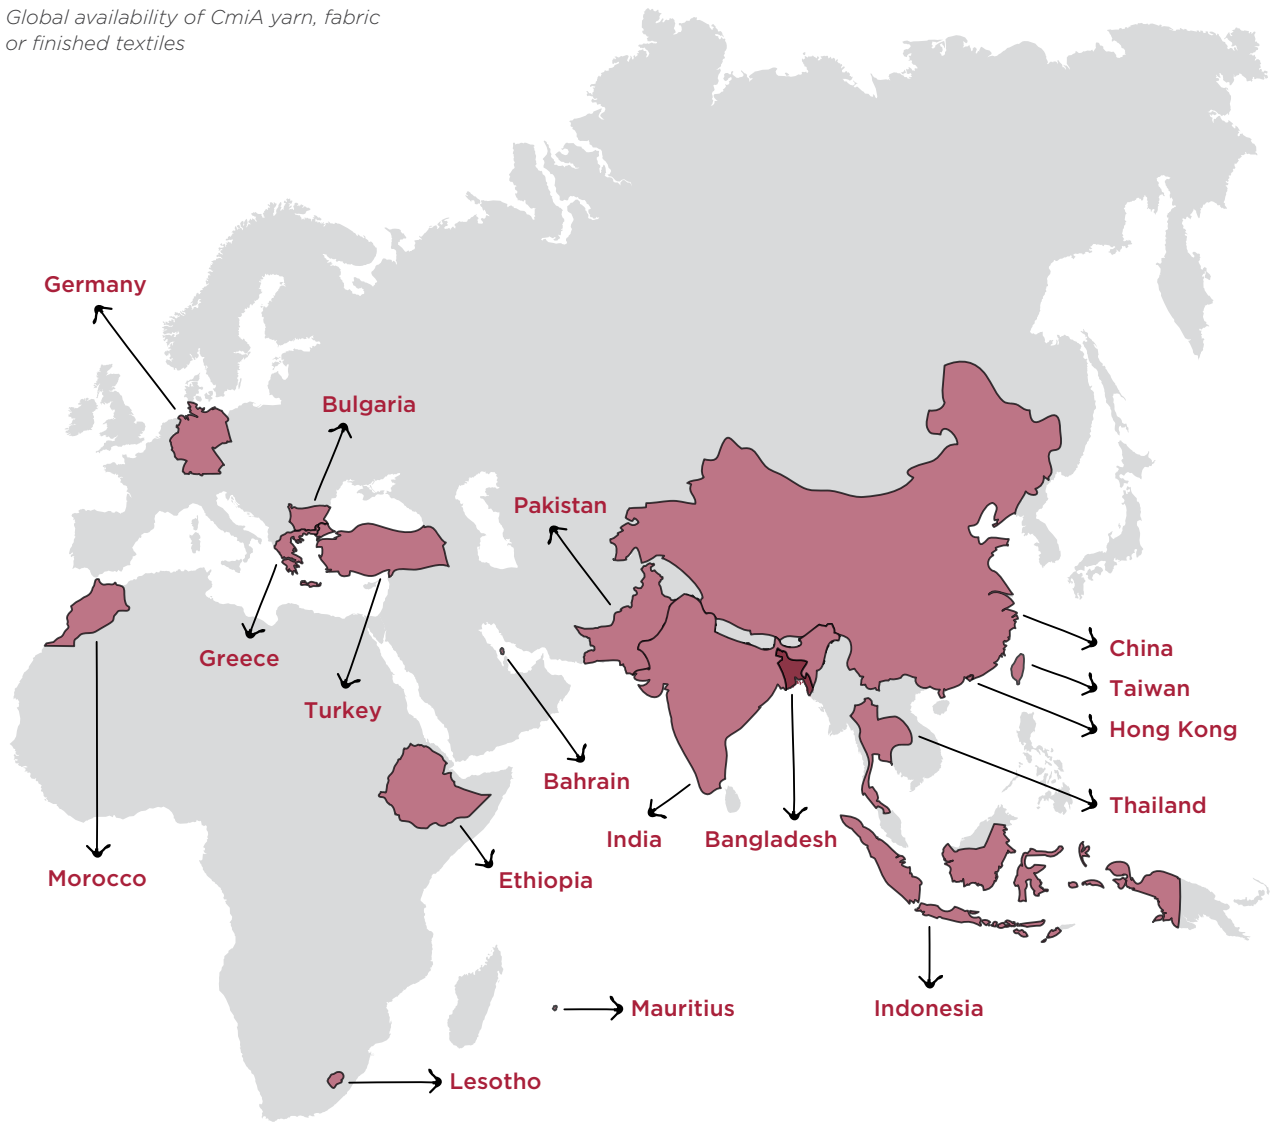 Global availability of CmiA yarn, fabric
or finished textiles
Germany
Bulgaria
Pakistan
Greece
Turkey
China
Taiwan
Hong Kong
Bahrain
Thailand
India
Bangladesh
Morocco
Ethiopia
Mauritius
Indonesia
Lesotho